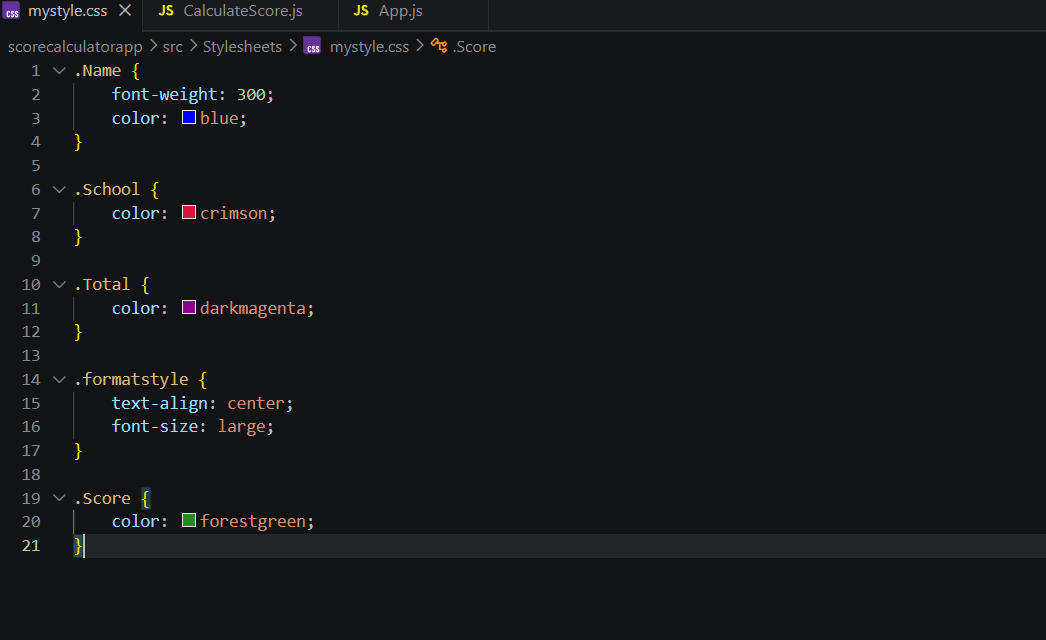 css mystyle.css JS CalculateScore.js JS App.js
scorecalculatorapp > src > Stylesheets > css mystyle.css > .Score
1 .Name {
2 font-weight: 300;
3 color: blue;
4 }
5
6 .School {
7 color: crimson;
8 }
9
10 .Total {
11 color: darkmagenta;
12 }
13
14 .formatstyle {
15 text-align: center;
16 font-size: large;
17 }
18
19 .Score {
20 color: forestgreen;
21 }